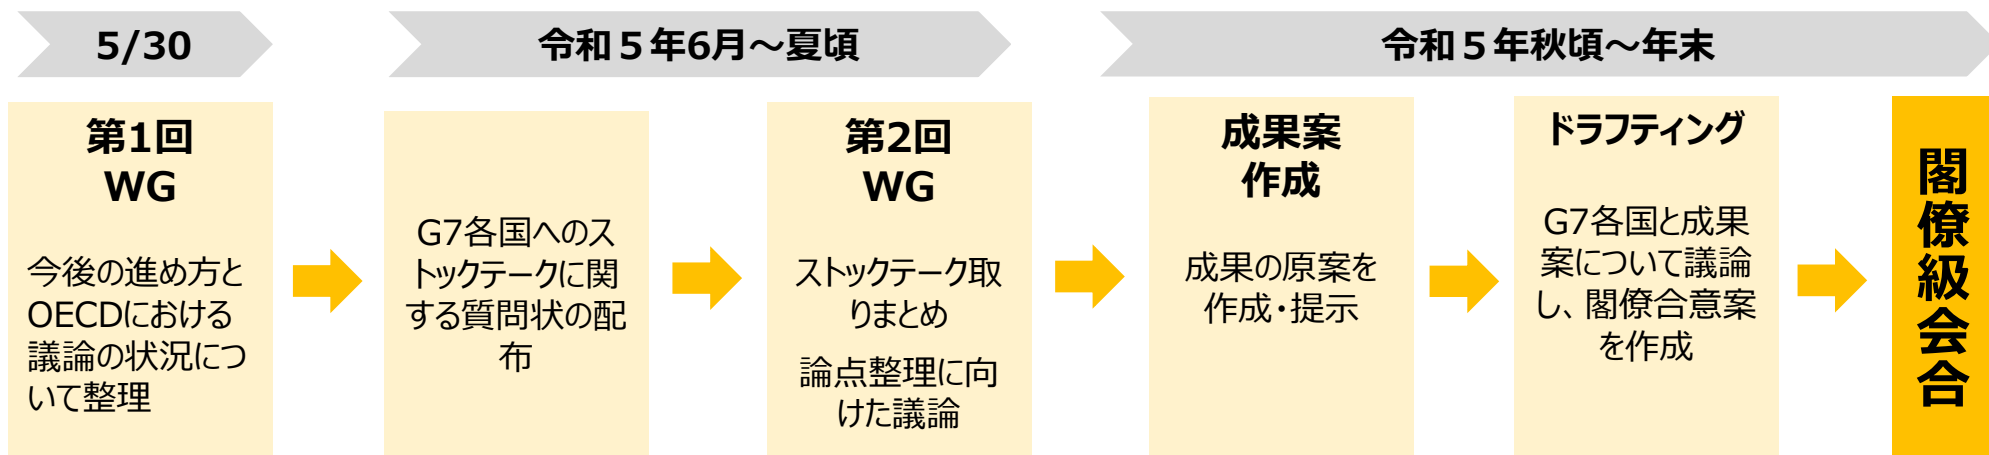 5/30
令和５年6月～夏頃
令和５年秋頃～年末
第1回
WG
今後の進め方と
OECDにおける
議論の状況につ
いて整理
G7各国へのス
トックテークに関
する質問状の配
布
第2回
WG
ストックテーク取
りまとめ
論点整理に向
けた議論
成果案
作成
成果の原案を
作成・提示
ドラフティング
G7各国と成果
案について議論
し、閣僚合意案
を作成
閣僚級会合